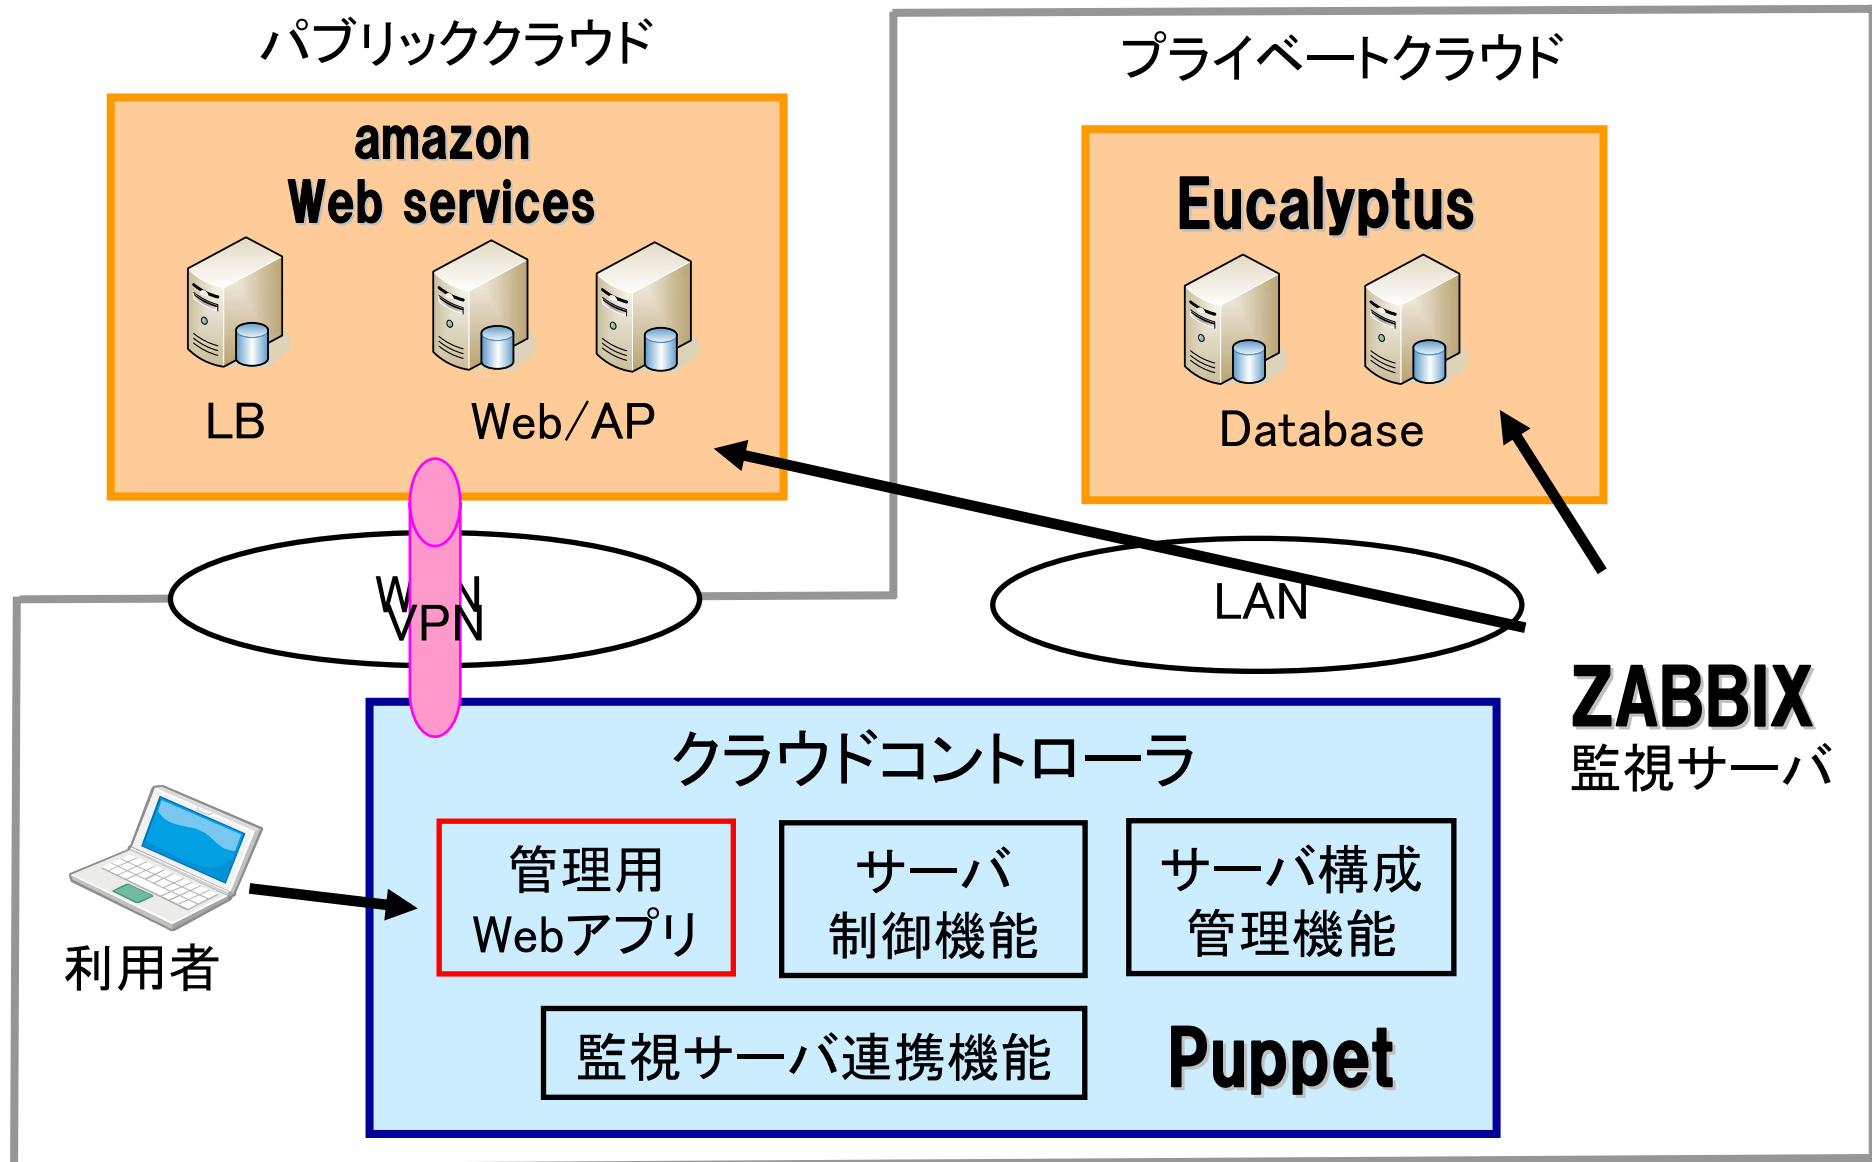 パブリッククラウド
プライベートクラウド
amazon
Web services
Eucalyptus
LB
Web/AP
Database
WAN
VPN
LAN
ZABBIX
監視サーバ
クラウドコントローラ
管理用
Webアプリ
サーバ
制御機能
サーバ構成
管理機能
利用者
監視サーバ連携機能
Puppet